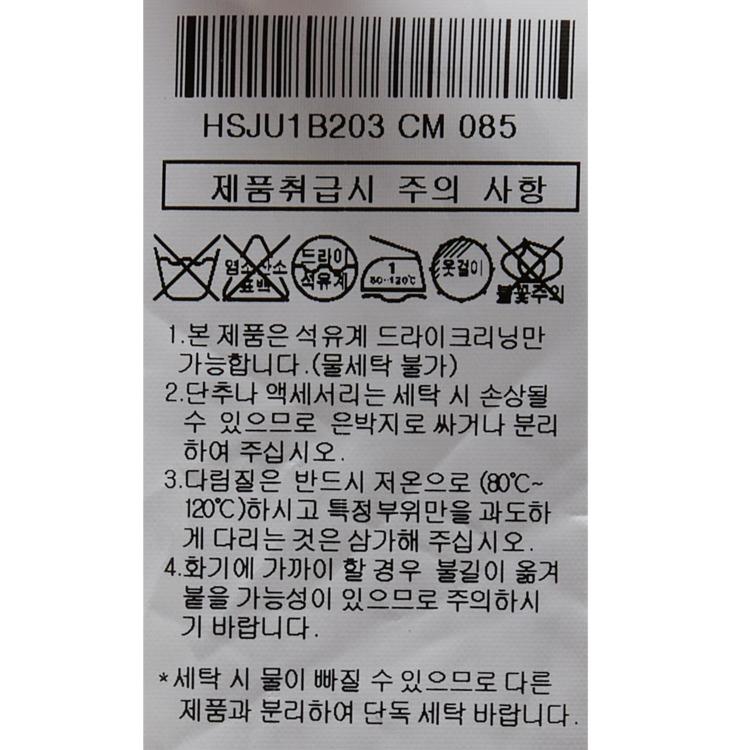 HSJU1B203 CM 085
제품취급시 주의 사항
염소산소
표백
드라이
석유계
1
80~120℃
옷걸이
불꽃주의
1.본 제품은 석유계 드라이크리닝만
가능합니다.(물세탁 불가)
2.단추나 액세서리는 세탁 시 손상될
수 있으므로 은박지로 싸거나 분리
하여 주십시오.
3.다림질은 반드시 저온으로 (80℃~
120℃)하시고 특정부위만을 과도하
게 다리는 것은 삼가해 주십시오.
4.화기에 가까이 할 경우 불길이 옮겨
붙을 가능성이 있으므로 주의하시
기 바랍니다.
*세탁 시 물이 빠질 수 있으므로 다른
제품과 분리하여 단독 세탁 바랍니다.